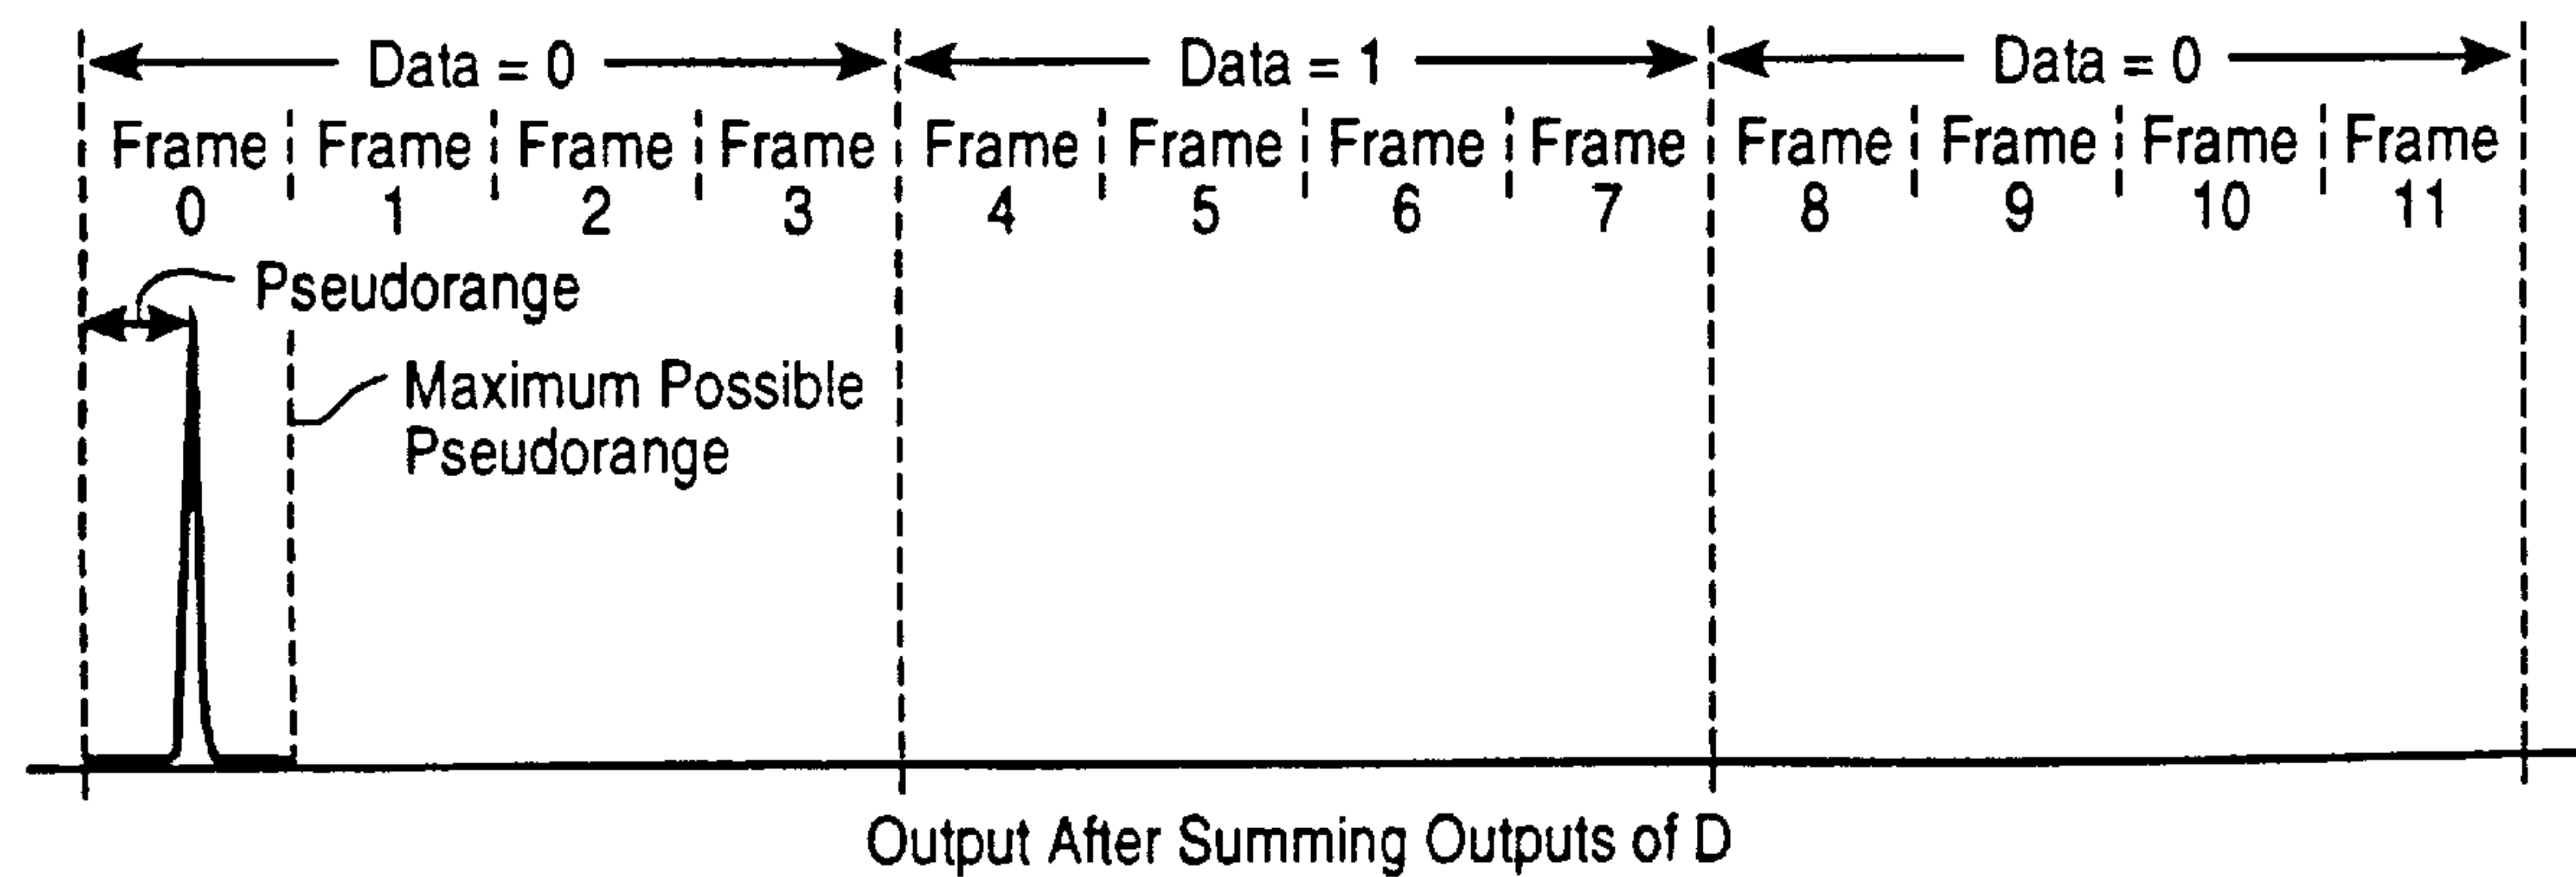 Data = 0 Data = 1 Data = 0
Frame Frame Frame Frame Frame Frame Frame Frame Frame Frame Frame Frame
0 1 2 3 4 5 6 7 8 9 10 11
Pseudorange
Maximum Possible
Pseudorange
Output After Summing Outputs of D